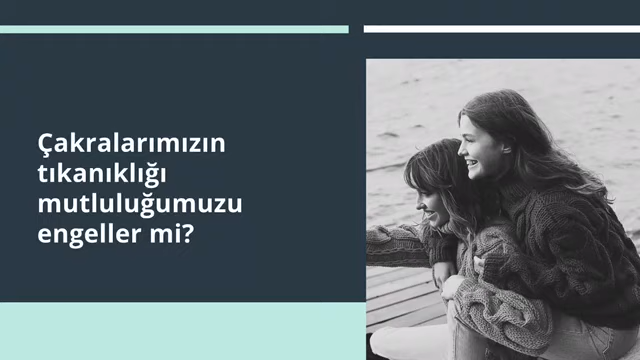 Çakralarımızın
tıkanıklığı
mutluluğumuzu
engeller mi?